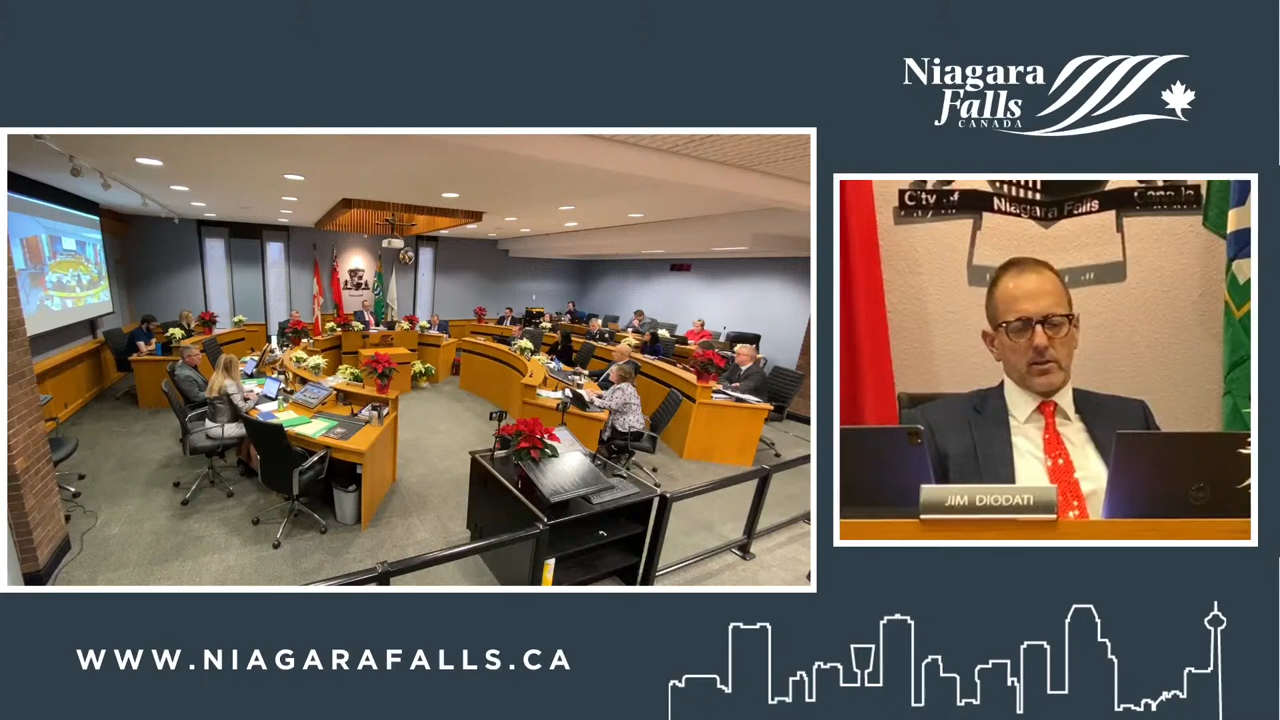 Niagara
Falls
CANADA
City of
Niagara Falls
Canada
JIM DIODATI
WWW.NIAGARAFALLS.CA